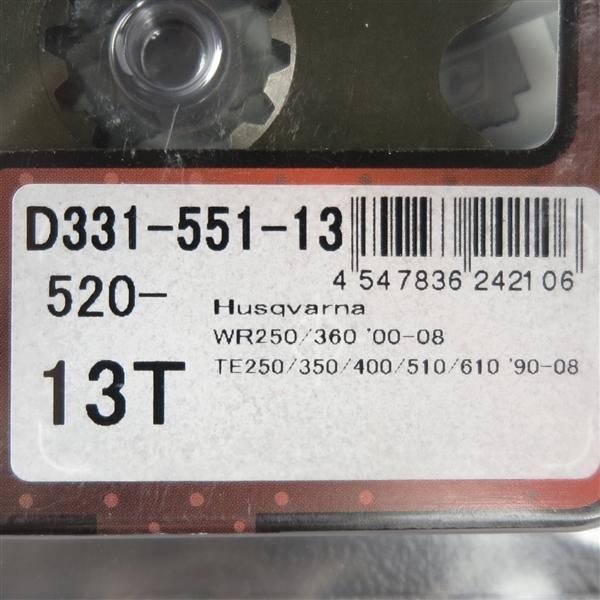 D331-551-13
4 547836 242106
520-
13T
Husqvarna
WR250/360 '00-08
TE250/350/400/510/610 '90-08